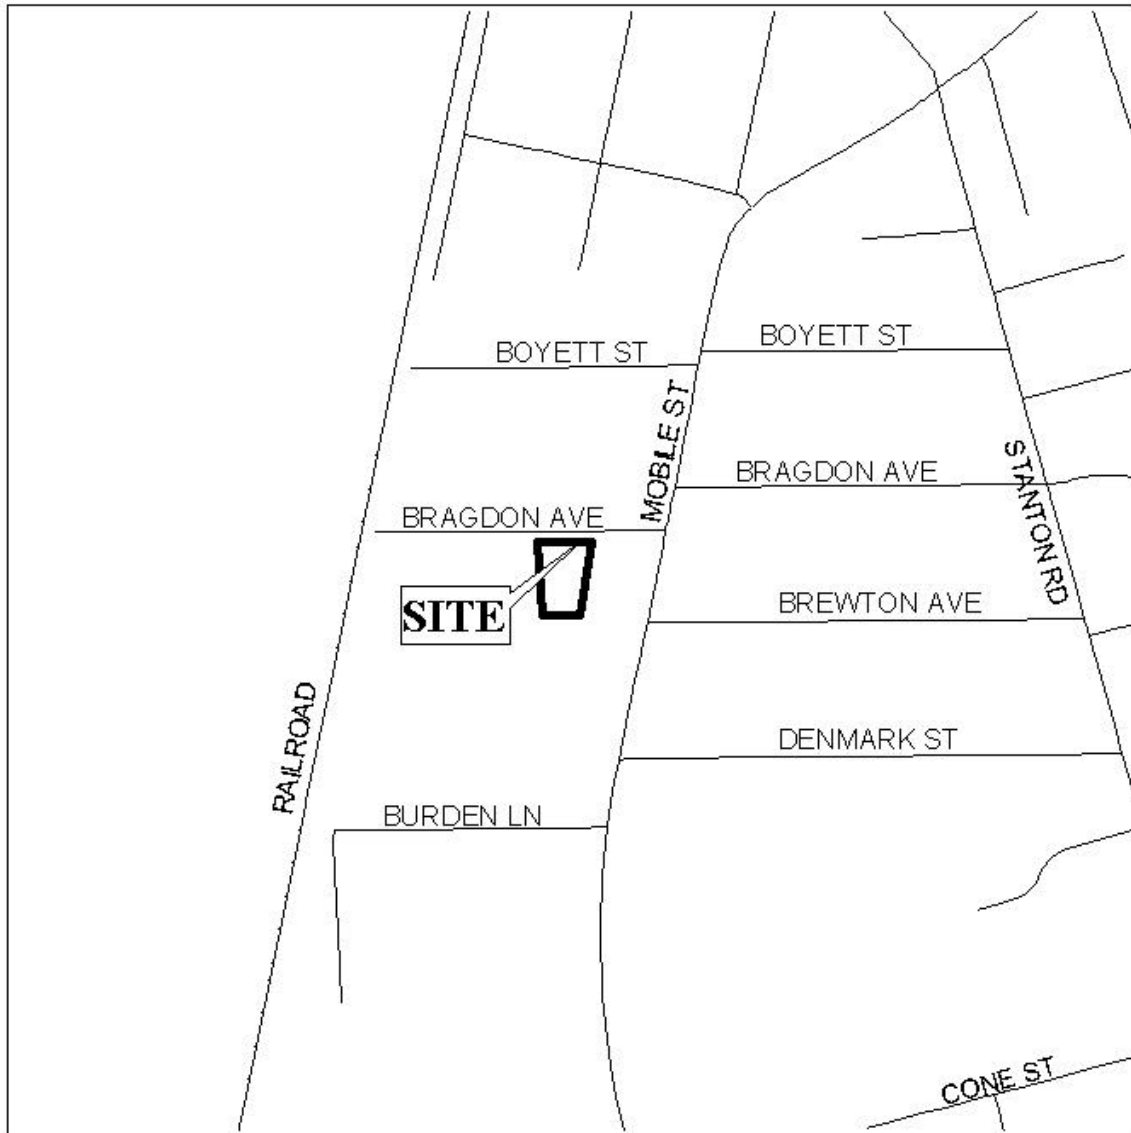 BOYETT ST
BOYETT ST
MOBILE ST
BRAGDON AVE
STANTON RD
BRAGDON AVE
SITE
BREWTON AVE
RAILROAD
DENMARK ST
BURDEN LN
CONE ST